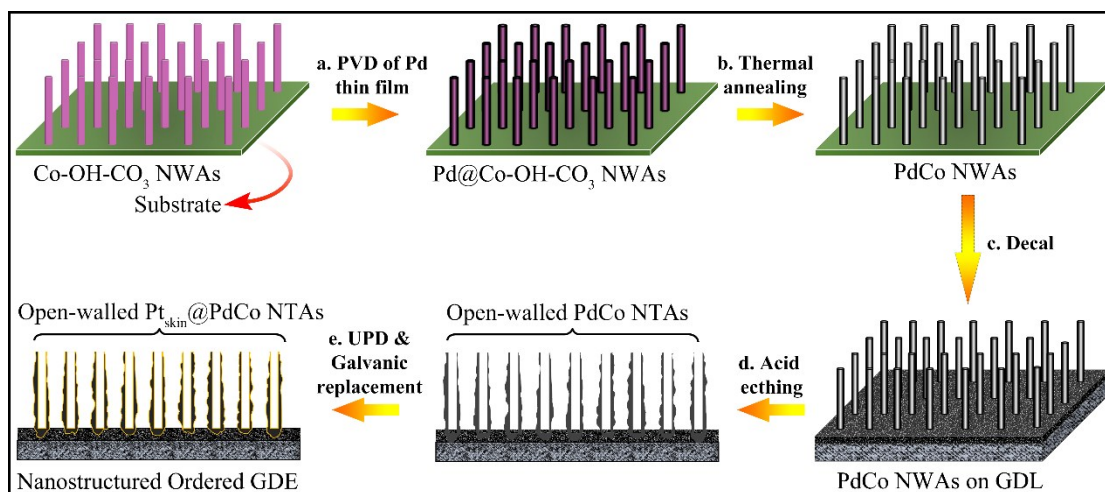 a. PVD of Pd
thin film
b. Thermal
annealing
Co-OH-CO₃ NWAs
Substrate
Pd@Co-OH-CO₃ NWAs
PdCo NWAs
c. Decal
Open-walled Ptₛₖᵢₙ@PdCo NTAs
e. UPD &
Galvanic
replacement
Open-walled PdCo NTAs
d. Acid
ecthing
Nanostructured Ordered GDE
PdCo NWAs on GDL